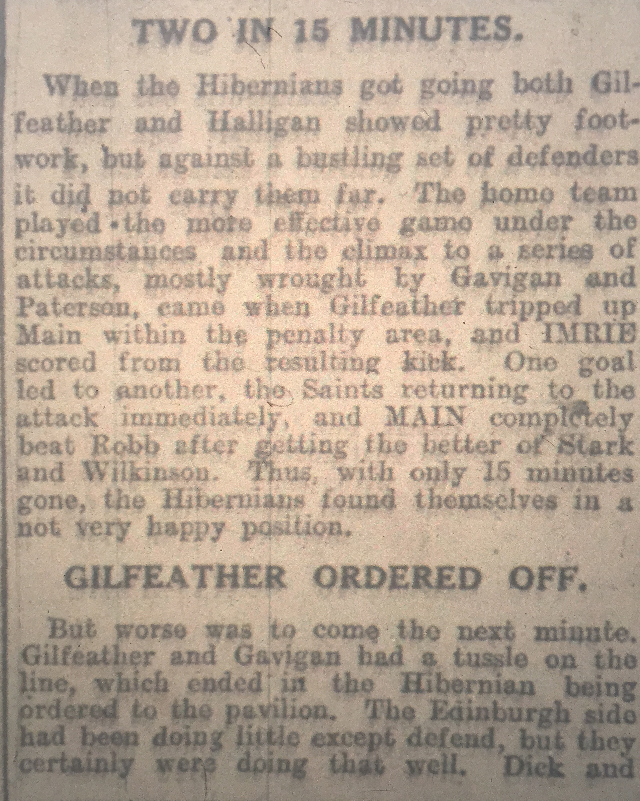 TWO IN 15 MINUTES.
When the Hibernians got going both Gil-
feather and Halligan showed pretty foot-
work, but against a bustling set of defenders
it did not carry them far. The home team
played the more effective game under the
circumstances and the climax to a series of
attacks, mostly wrought by Gavigan and
Paterson, came when Gilfeather tripped up
Main within the penalty area, and IMRIE
scored from the resulting kick. One goal
led to another, the Saints returning to the
attack immediately, and MAIN completely
beat Robb after getting the better of Stark
and Wilkinson. Thus, with only 15 minutes
gone, the Hibernians found themselves in a
not very happy position.
GILFEATHER ORDERED OFF.
But worse was to come the next minute.
Gilfeather and Gavigan had a tussle on the
line, which ended in the Hibernian being
ordered to the pavilion. The Edinburgh side
had been doing little except defend, but they
certainly were doing that well. Dick and